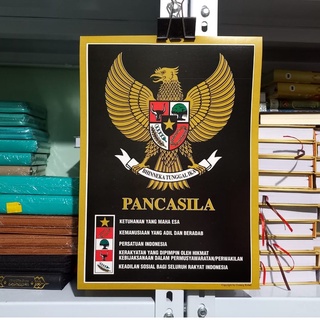 BHINNEKA TUNGGAL IKA
PANCASILA
KETUHANAN YANG MAHA ESA
KEMANUSIAAN YANG ADIL DAN BERADAB
PERSATUAN INDONESIA
KERAKYATAN YANG DIPIMPIN OLEH HIKMAT
KEBIJAKSANAAN DALAM PERMUSYAWARATAN/PERWAKILAN
KEADILAN SOSIAL BAGI SELURUH RAKYAT INDONESIA